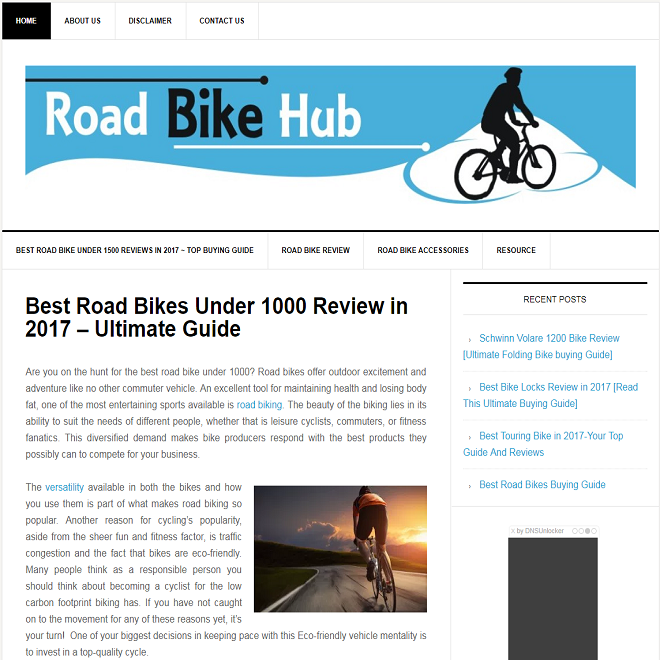 HOME
ABOUT US
DISCLAIMER
CONTACT US
Road Bike Hub
BEST ROAD BIKE UNDER 1500 REVIEWS IN 2017 – TOP BUYING GUIDE
ROAD BIKE REVIEW
ROAD BIKE ACCESSORIES
RESOURCE
Best Road Bikes Under 1000 Review in
2017 – Ultimate Guide
Are you on the hunt for the best road bike under 1000? Road bikes offer outdoor excitement and
adventure like no other commuter vehicle. An excellent tool for maintaining health and losing body
fat, one of the most entertaining sports available is road biking. The beauty of the biking lies in its
ability to suit the needs of different people, whether that is leisure cyclists, commuters, or fitness
fanatics. This diversified demand makes bike producers respond with the best products they
possibly can to compete for your business.
The versatility available in both the bikes and how
you use them is part of what makes road biking so
popular. Another reason for cycling's popularity,
aside from the sheer fun and fitness factor, is traffic
congestion and the fact that bikes are eco-friendly.
Many people think as a responsible person you
should think about becoming a cyclist for the low
carbon footprint biking has. If you have not caught
on to the movement for any of these reasons yet, it's
your turn! One of your biggest decisions in keeping pace with this Eco-friendly vehicle mentality is
to invest in a top-quality cycle.
RECENT POSTS
› Schwinn Volare 1200 Bike Review
[Ultimate Folding Bike buying Guide]
› Best Bike Locks Review in 2017 [Read
This Ultimate Buying Guide]
› Best Touring Bike in 2017-Your Top
Guide And Reviews
› Best Road Bikes Buying Guide
x by DNSUnlocker